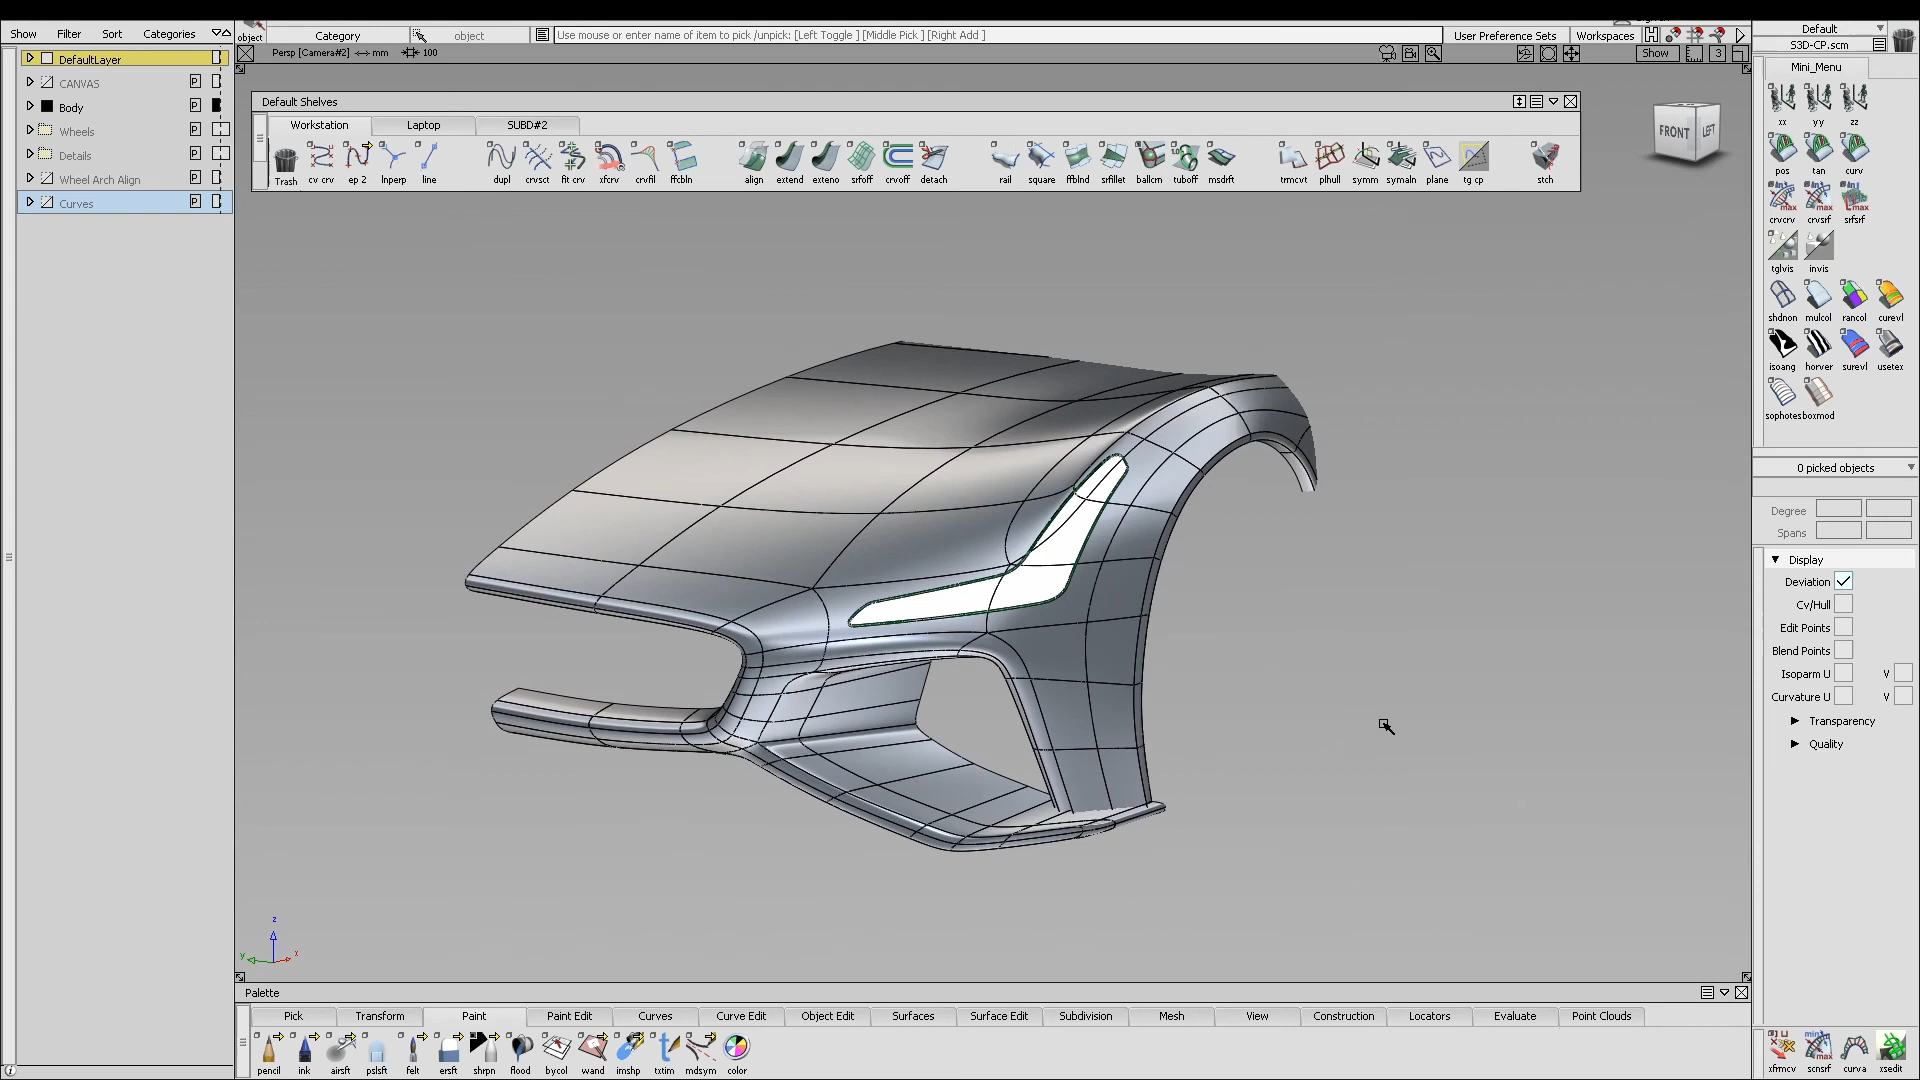 Show Filter Sort Categories
DefaultLayer
CANVAS P
Body P
Wheels P
Details P
Wheel Arch Align P
Curves P
object Category object Use mouse or enter name of item to pick /unpick: [Left Toggle ] [Middle Pick ] [Right Add ] User Preference Sets Workspaces H
Persp [Camera#2] <-> mm 100 Show 3
Default Shelves
Workstation Laptop SUBD#2
Trash cv crv ep 2 lnperp line dupl crvsct fit crv xfcrv crvfil ffcbln align extend exteno srfoff crvoff detach rail square ffblnd srfillet ballcrn tuboff msdrft trmcvt plhull symm symaln plane tg cp stch
FRONT LEFT
Default
S3D-CP.scm
Mini_Menu
xx yy zz
pos tan curv
crvcrv crvsrf srfsrf
tglvis invis
shdnon mulcol rancol curevl
isoang horver surevl usetex
sophotes boxmod
0 picked objects
Degree
Spans
Display
Deviation
Cv/Hull
Edit Points
Blend Points
Isoparm U V
Curvature U V
Transparency
Quality
z
y x
Palette
Pick Transform Paint Paint Edit Curves Curve Edit Object Edit Surfaces Surface Edit Subdivision Mesh View Construction Locators Evaluate Point Clouds
pencil ink airsft pslsft felt ersft shrpn flood bycol wand imshp txtim mdsym color
xfrmcv scnsrf curva xsedit